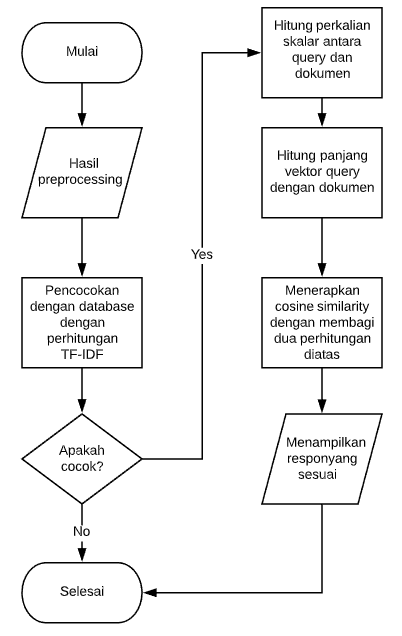 Mulai
Hasil
preprocessing
Pencocokan
dengan database
dengan
perhitungan
TF-IDF
Apakah
cocok?
No
Selesai
Yes
Hitung perkalian
skalar antara
query dan
dokumen
Hitung panjang
vektor query
dengan dokumen
Menerapkan
cosine similarity
dengan membagi
dua perhitungan
diatas
Menampilkan
responyang
sesuai